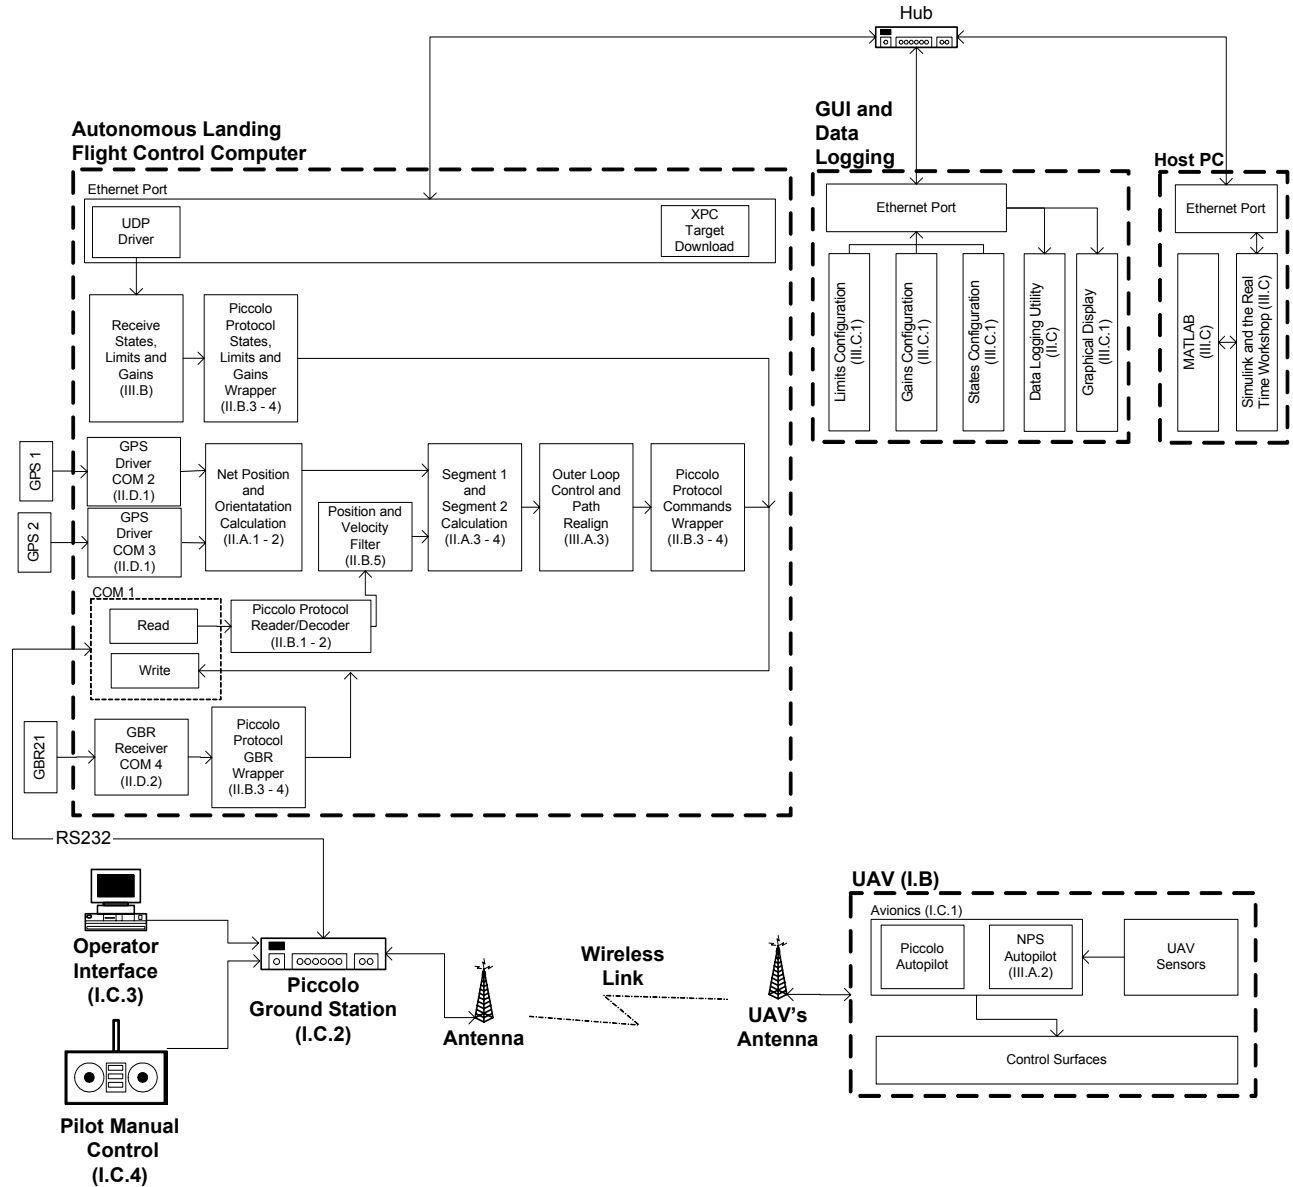 Hub
Autonomous Landing
Flight Control Computer
Ethernet Port
UDP
Driver
XPC
Target
Download
Receive
States,
Limits and
Gains
(III.B)
Piccolo
Protocol
States,
Limits and
Gains
Wrapper
(II.B.3 - 4)
GPS 1
GPS
Driver
COM 2
(II.D.1)
GPS 2
GPS
Driver
COM 3
(II.D.1)
Net Position
and
Orientatation
Calculation
(II.A.1 - 2)
Position and
Velocity
Filter
(II.B.5)
Segment 1
and
Segment 2
Calculation
(II.A.3 - 4)
Outer Loop
Control and
Path
Realign
(III.A.3)
Piccolo
Protocol
Commands
Wrapper
(II.B.3 - 4)
COM 1
Read
Write
Piccolo Protocol
Reader/Decoder
(II.B.1 - 2)
GBR21
GBR
Receiver
COM 4
(II.D.2)
Piccolo
Protocol
GBR
Wrapper
(II.B.3 - 4)
GUI and
Data
Logging
Ethernet Port
Limits Configuration
(III.C.1)
Gains Configuration
(III.C.1)
States Configuration
(III.C.1)
Data Logging Utility
(II.C)
Graphical Display
(III.C.1)
Host PC
Ethernet Port
MATLAB
(III.C)
Simulink and the Real
Time Workshop (III.C)
RS232
Operator
Interface
(I.C.3)
Pilot Manual
Control
(I.C.4)
Piccolo
Ground Station
(I.C.2)
Antenna
Wireless
Link
UAV's
Antenna
UAV (I.B)
Avionics (I.C.1)
Piccolo
Autopilot
NPS
Autopilot
(III.A.2)
UAV
Sensors
Control Surfaces